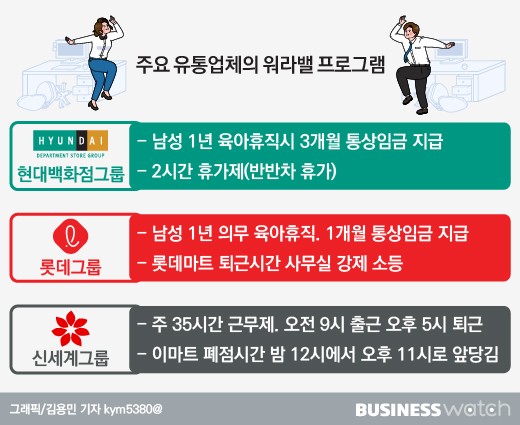 주요 유통업체의 워라밸 프로그램
HYUNDAI
DEPARTMENT STORE GROUP
현대백화점그룹
- 남성 1년 육아휴직시 3개월 통상임금 지급
- 2시간 휴가제(반반차 휴가)
롯데그룹
- 남성 1년 의무 육아휴직. 1개월 통상임금 지급
- 롯데마트 퇴근시간 사무실 강제 소등
신세계그룹
- 주 35시간 근무제. 오전 9시 출근 오후 5시 퇴근
- 이마트 폐점시간 밤 12시에서 오후 11시로 앞당김
그래픽/김용민 기자 kym5380@
BUSINESS watch